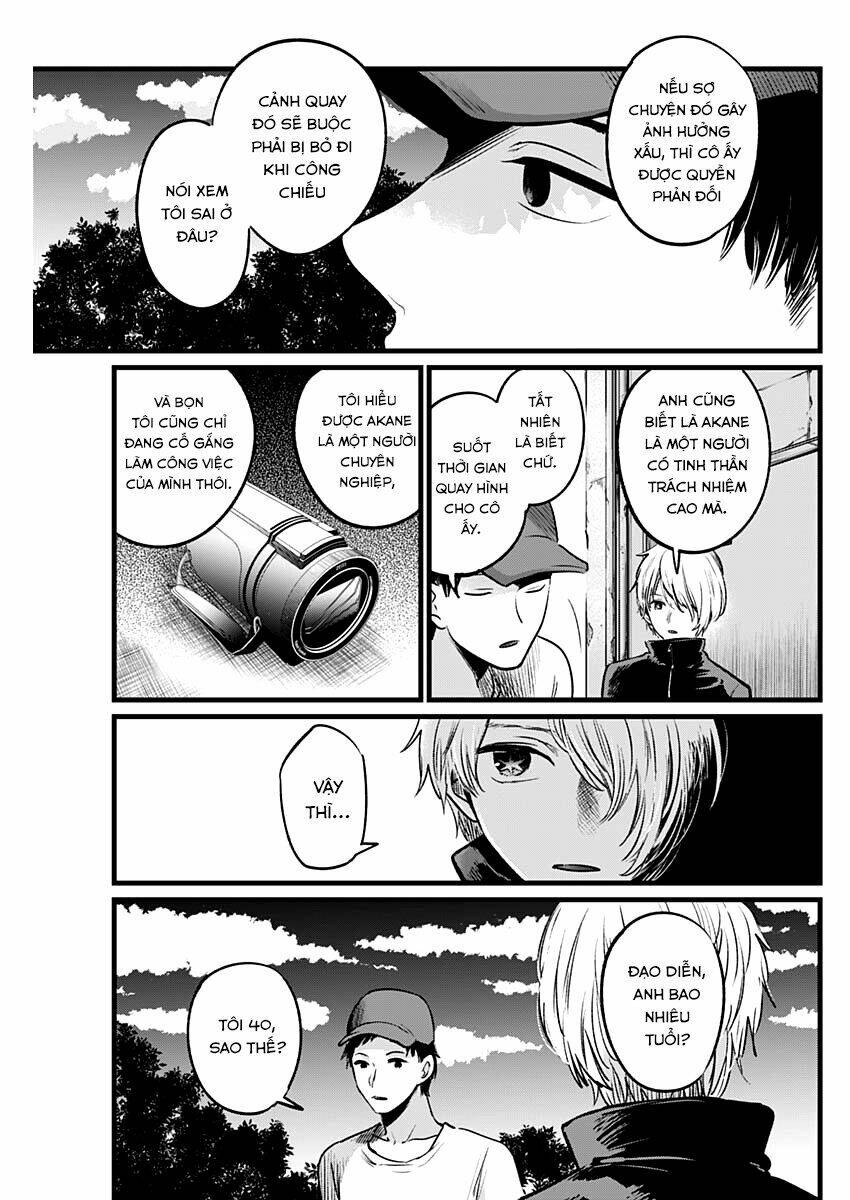 NẾU SỢ
CHUYỆN ĐÓ GÂY
ẢNH HƯỞNG
XẤU, THÌ CÔ ẤY
ĐƯỢC QUYỀN
PHẢN ĐỐI
CẢNH QUAY
ĐÓ SẼ BUỘC
PHẢI BỊ BỎ ĐI
KHI CÔNG
CHIẾU
NÓI XEM
TÔI SAI Ở
ĐÂU?
ANH CŨNG
BIẾT LÀ AKANE
LÀ MỘT NGƯỜI
CÓ TINH THẦN
TRÁCH NHIỆM
CAO MÀ.
TẤT
NHIÊN
LÀ BIẾT
CHỨ.
SUỐT
THỜI GIAN
QUAY HÌNH
CHO CÔ
ẤY.
TÔI HIỂU
ĐƯỢC AKANE
LÀ MỘT NGƯỜI
CHUYÊN
NGHIỆP,
VÀ BỌN
TÔI CŨNG CHỈ
ĐANG CỐ GẮNG
LÀM CÔNG VIỆC
CỦA MÌNH THÔI.
VẬY
THÌ...
ĐẠO DIỄN,
ANH BAO
NHIÊU
TUỔI?
TÔI 40,
SAO THẾ?